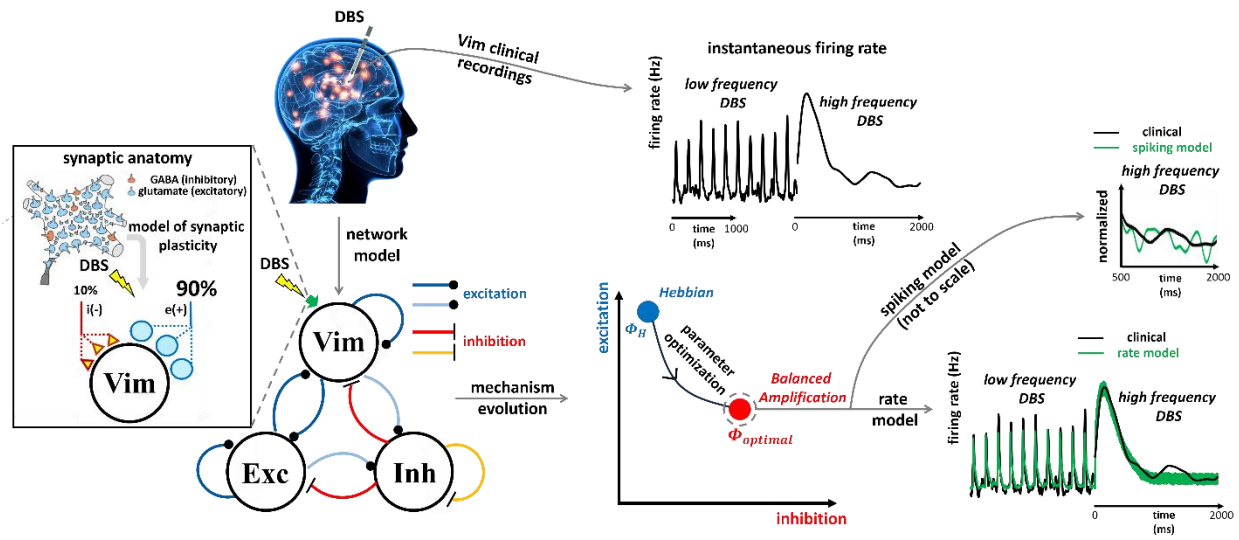 DBS
Vim clinical
recordings
instantaneous firing rate
firing rate (Hz)
low frequency
DBS
high frequency
DBS
0
time
1000
(ms)
0
time
2000
(ms)
clinical
spiking model
high frequency
DBS
normalized
500
time
2000
(ms)
synaptic anatomy
GABA (inhibitory)
glutamate (excitatory)
model of synaptic
plasticity
DBS
10%
i(-)
90%
e(+)
Vim
network
model
DBS
excitation
inhibition
Vim
Exc
Inh
mechanism
evolution
excitation
Hebbian
Φ_H
parameter
optimization
Balanced
Amplification
Φ_optimal
inhibition
spiking model
(not to scale)
rate
model
clinical
rate model
firing rate (Hz)
low frequency
DBS
high frequency
DBS
0
time
2000
(ms)